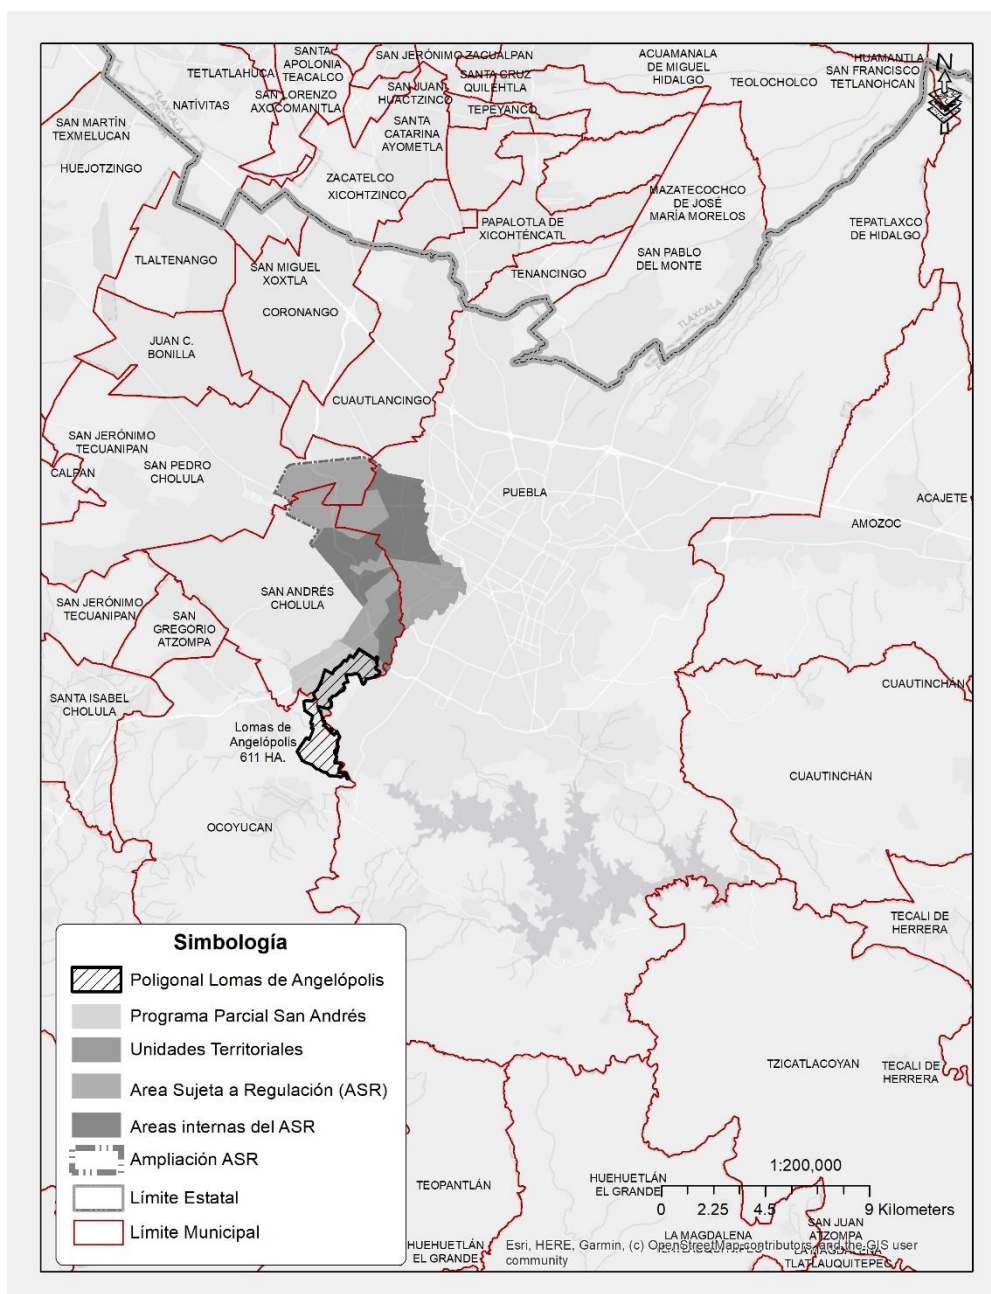 SANTA
APOLONIA
TEACALCO
SAN JERÓNIMO ZACUALPAN
ACUAMANALA
DE MIGUEL
HIDALGO
HUAMANTLA
SAN FRANCISCO
TETLANOHCAN
N
TETLATLAHUCA
SANTA CRUZ
QUILEHTLA
TEOLOCHOLCO
NATÍVITAS
SAN LORENZO
AXOCOMANITLA
SAN JUAN
HUACTZINCO
TEPEYANCO
TLAXCALA
SAN MARTÍN
TEXMELUCAN
SANTA
CATARINA
AYOMETLA
HUEJOTZINGO
ZACATELCO
XICOHTZINCO
MAZATECOCHCO
DE JOSÉ
MARÍA MORELOS
PAPALOTLA DE
XICOHTÉNCATL
TEPATLAXCO
DE HIDALGO
TLALTENANGO
SAN MIGUEL
XOXTLA
TENANCINGO
SAN PABLO
DEL MONTE
CORONANGO
TLAXCALA
JUAN C.
BONILLA
CUAUTLANCINGO
SAN JERÓNIMO
TECUANIPAN
CALPAN
SAN PEDRO
CHOLULA
PUEBLA
ACAJETE
AMOZOC
SAN ANDRÉS
CHOLULA
SAN JERÓNIMO
TECUANIPAN
SAN
GREGORIO
ATZOMPA
SANTA ISABEL
CHOLULA
CUAUTINCHÁN
Lomas de
Angelópolis
611 HA.
CUAUTINCHÁN
OCOYUCAN
TECALI DE
HERRERA
Simbología
Poligonal Lomas de Angelópolis
Programa Parcial San Andrés
Unidades Territoriales
Area Sujeta a Regulación (ASR)
Areas internas del ASR
Ampliación ASR
Límite Estatal
Límite Municipal
TZICATLACOYAN
TECALI DE
HERRERA
TEOPANTLÁN
HUEHUETLÁN
EL GRANDE
1:200,000
0 2.25 4.5 9 Kilometers
HUEHUETLÁN
EL GRANDE
LA MAGDALENA
SAN JUAN
ATZOMPA
LA MAGDALENA
TLATLAUQUITEPEC
Esri, HERE, Garmin, (c) OpenStreetMap contributors, and the GIS user
community